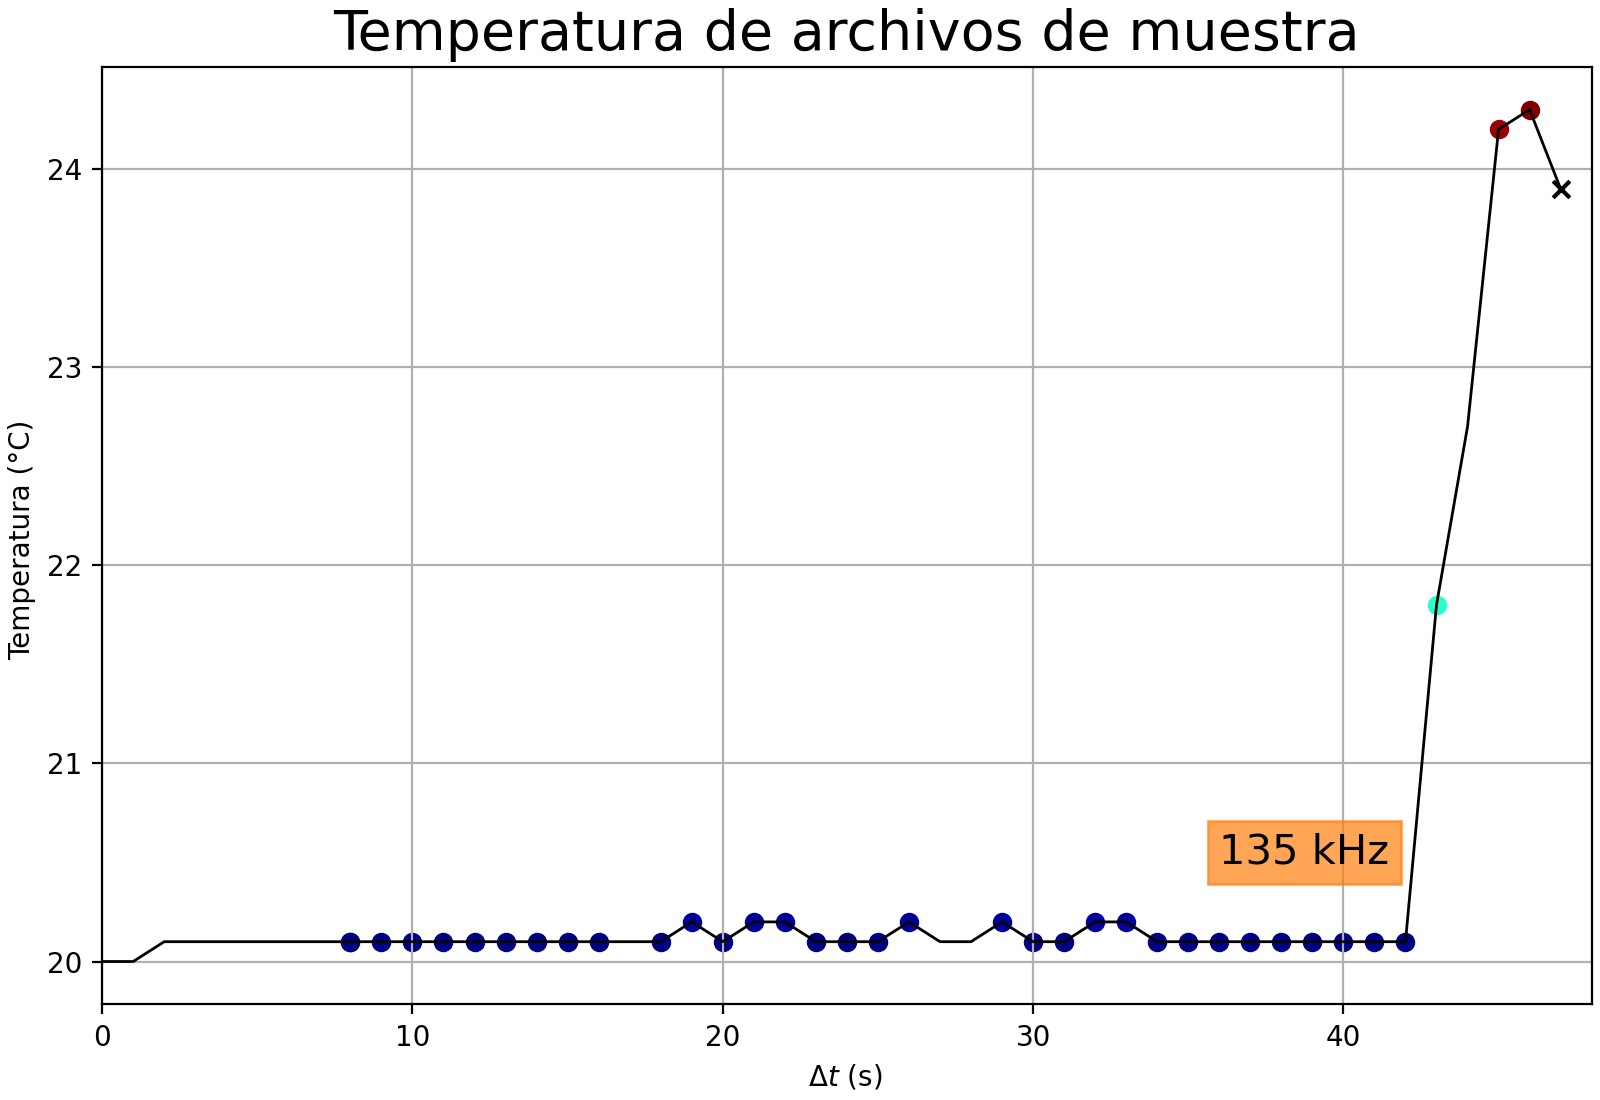 Temperatura de archivos de muestra
24
23
22
21
20
Temperatura (°C)
135 kHz
0 10 20 30 40
Δt (s)